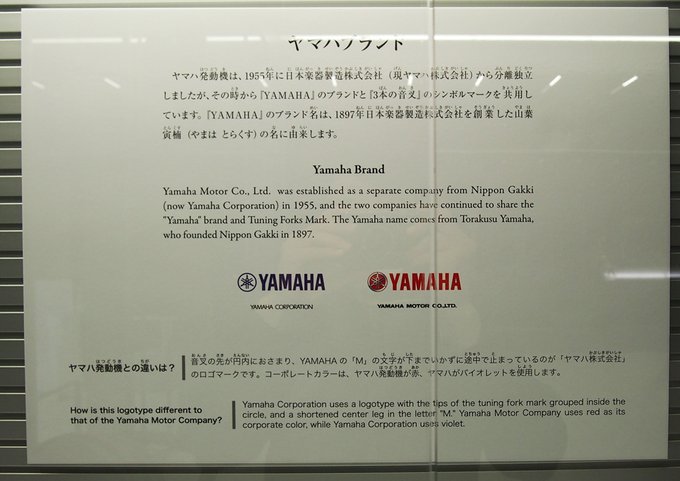 ヤマハブランド
ヤマハ発動機は、1955年に日本楽器製造株式会社（現ヤマハ株式会社）から分離独立
しましたが、その時から『YAMAHA』のブランドと『3本の音叉』のシンボルマークを共用し
ています。『YAMAHA』のブランド名は、1897年日本楽器製造株式会社を創業した山葉
寅楠（やまは とらくす）の名に由来します。
Yamaha Brand
Yamaha Motor Co., Ltd. was established as a separate company from Nippon Gakki
(now Yamaha Corporation) in 1955, and the two companies have continued to share the
"Yamaha" brand and Tuning Forks Mark. The Yamaha name comes from Torakusu Yamaha,
who founded Nippon Gakki in 1897.
YAMAHA
YAMAHA CORPORATION
YAMAHA
YAMAHA MOTOR CO.,LTD.
ヤマハ発動機との違いは？
音叉の先が円内におさまり、YAMAHAの「M」の文字が下までいかずに途中で止まっているのが「ヤマハ株式会社」
のロゴマークです。コーポレートカラーは、ヤマハ発動機が赤、ヤマハがバイオレットを使用します。
How is this logotype different to
that of the Yamaha Motor Company?
Yamaha Corporation uses a logotype with the tips of the tuning fork mark grouped inside the
circle, and a shortened center leg in the letter "M." Yamaha Motor Company uses red as its
corporate color, while Yamaha Corporation uses violet.